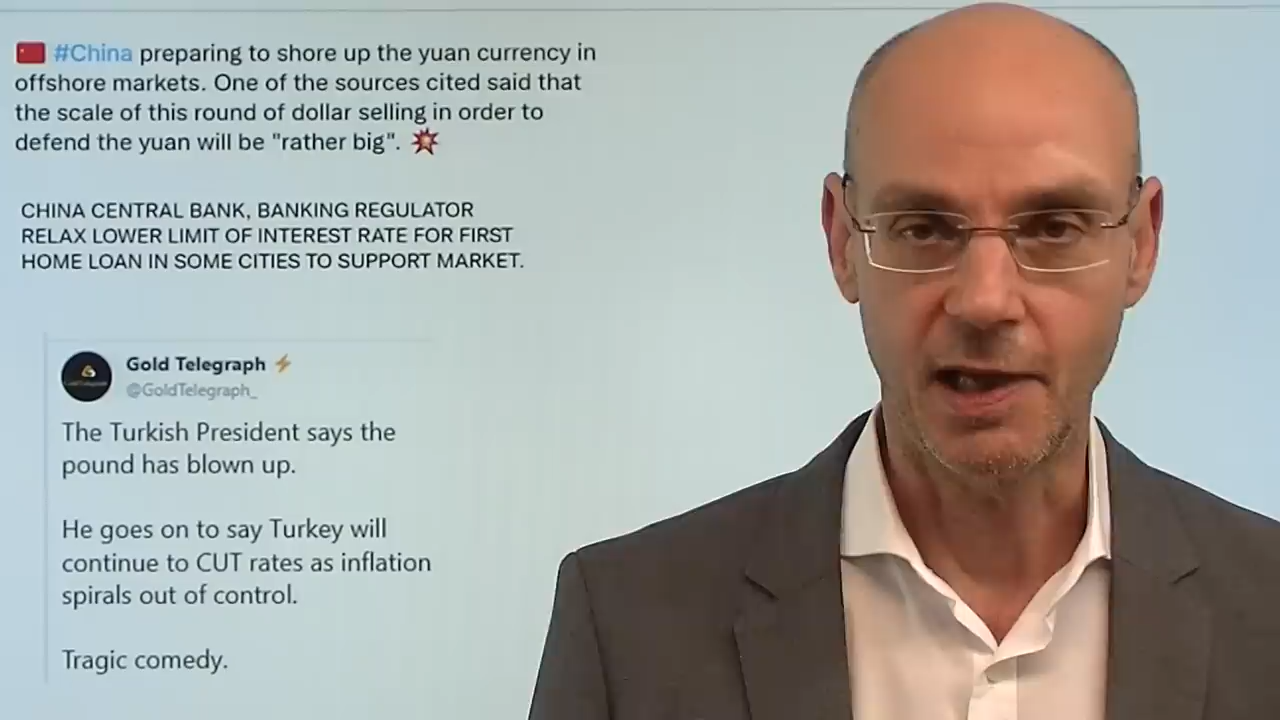 #China preparing to shore up the yuan currency in
offshore markets. One of the sources cited said that
the scale of this round of dollar selling in order to
defend the yuan will be "rather big".
CHINA CENTRAL BANK, BANKING REGULATOR
RELAX LOWER LIMIT OF INTEREST RATE FOR FIRST
HOME LOAN IN SOME CITIES TO SUPPORT MARKET.
Gold Telegraph
@GoldTelegraph_
The Turkish President says the
pound has blown up.
He goes on to say Turkey will
continue to CUT rates as inflation
spirals out of control.
Tragic comedy.